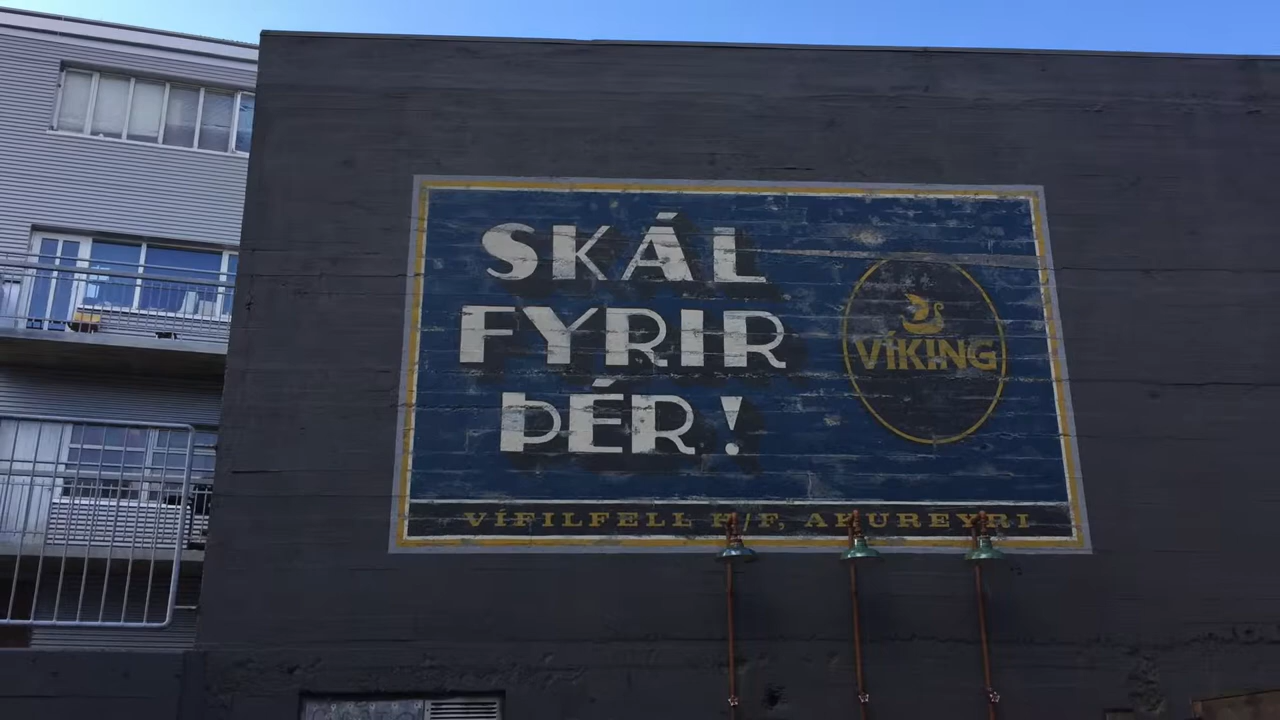 SKÁL
FYRIR
ÞÉR!
VÍKING
VÍFILFELL H/F, AKUREYRI